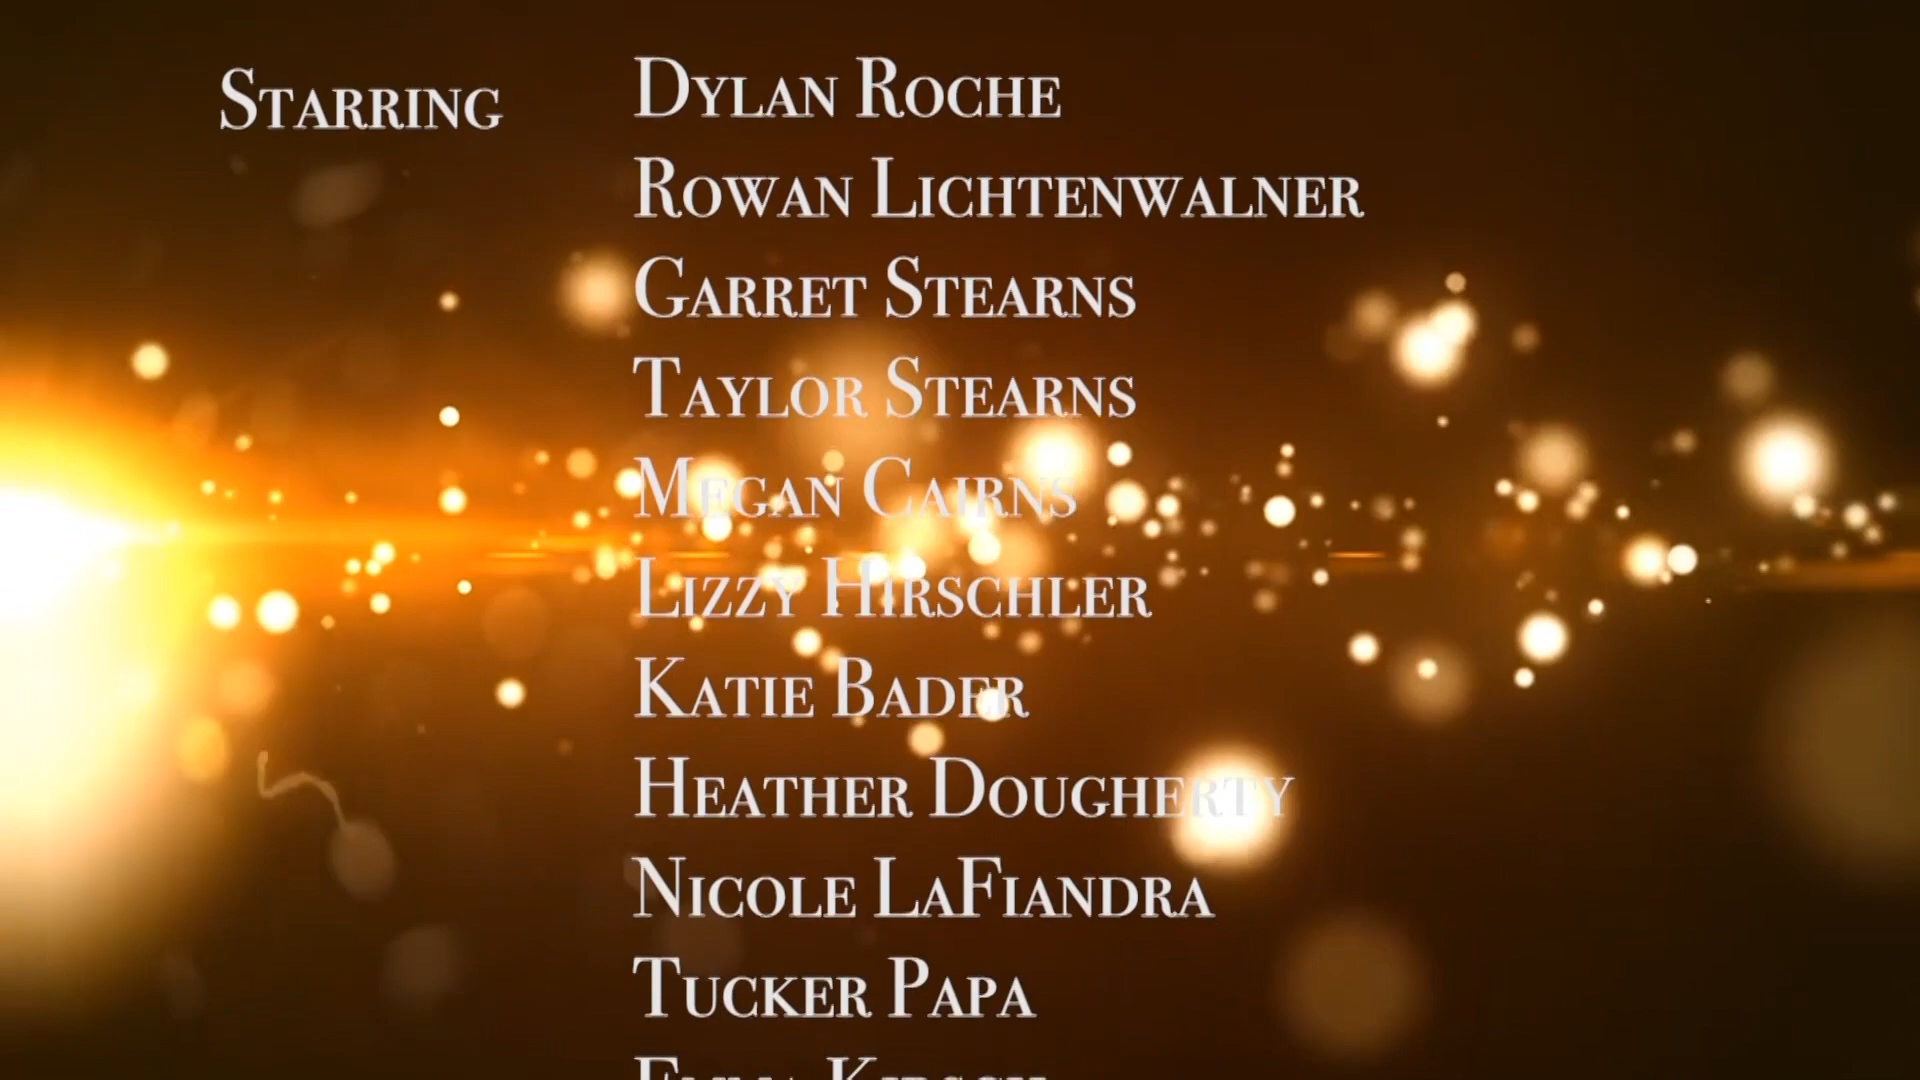 Starring
Dylan Roche
Rowan Lichtenwalner
Garret Stearns
Taylor Stearns
Megan Cairns
Lizzy Hirschler
Katie Bader
Heather Dougherty
Nicole LaFiandra
Tucker Papa